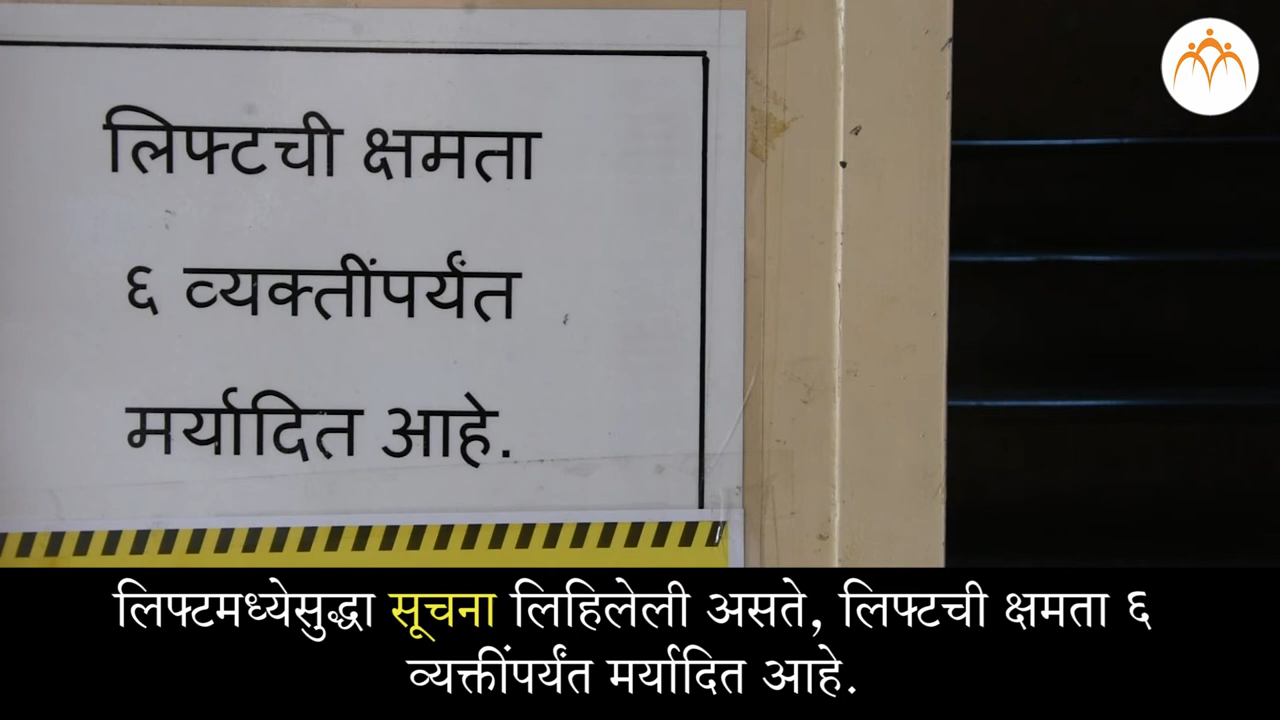 लिफ्टची क्षमता
६ व्यक्तींपर्यंत
मर्यादित आहे.
लिफ्टमध्येसुद्धा सूचना लिहिलेली असते, लिफ्टची क्षमता ६
व्यक्तींपर्यंत मर्यादित आहे.